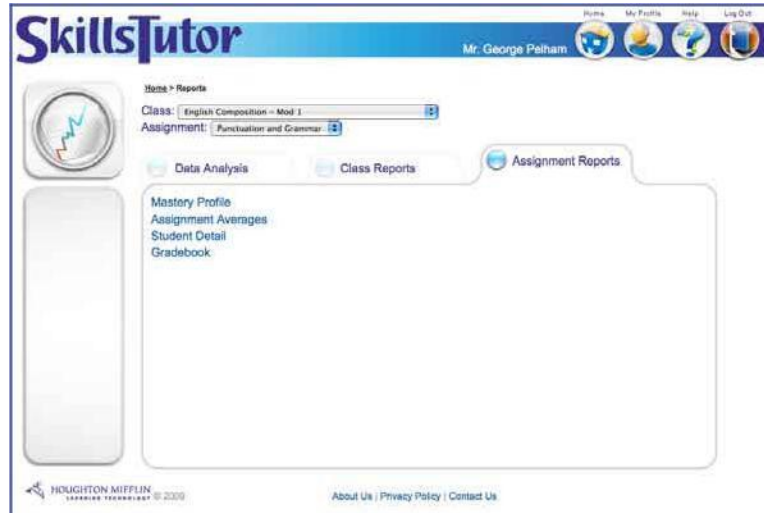 Home My Profile Help Log Out
SkillsTutor
Mr. George Pelham
Home > Reports
Class: English Composition – Mod 1
Assignment: Punctuation and Grammar
Data Analysis Class Reports Assignment Reports
Mastery Profile
Assignment Averages
Student Detail
Gradebook
HOUGHTON MIFFLIN
LEARNING TECHNOLOGY © 2009
About Us | Privacy Policy | Contact Us